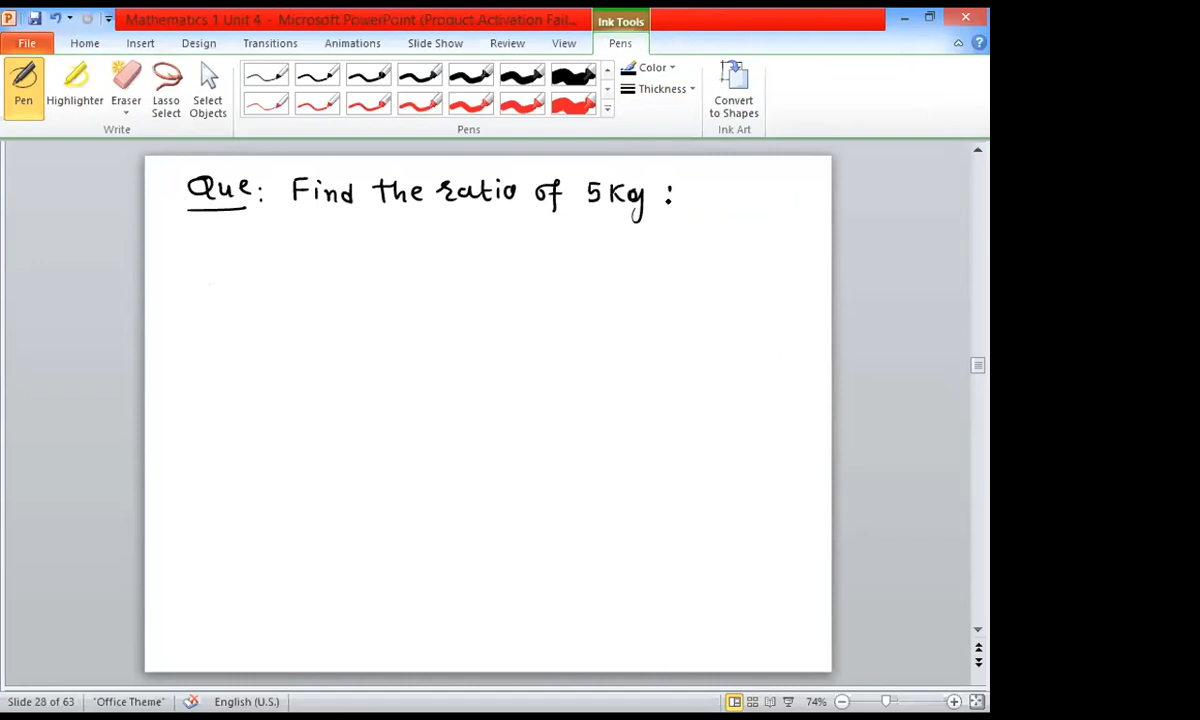 Mathematics 1 Unit 4 - Microsoft PowerPoint (Product Activation Fail...
Ink Tools
File Home Insert Design Transitions Animations Slide Show Review View Pens
Pen Highlighter Eraser Lasso Select Select Objects
Color
Thickness
Convert to Shapes
Write Pens Ink Art
Que: Find the ratio of 5Kg :
Slide 28 of 63 "Office Theme" English (U.S.) 74%